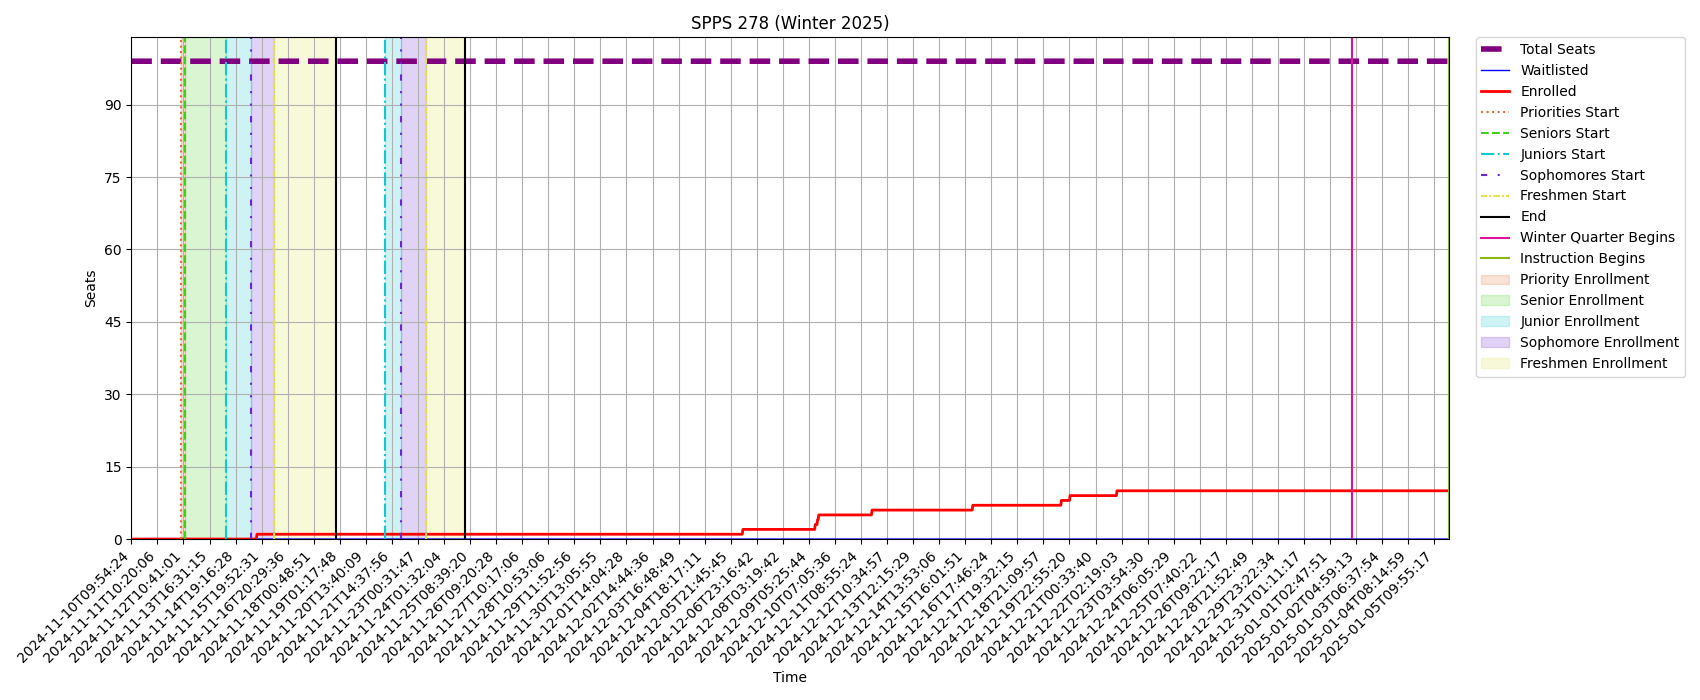 SPPS 278 (Winter 2025)
Seats
90
75
60
45
30
15
0
2024-11-10T09:54:24
2024-11-11T10:20:06
2024-11-12T10:41:01
2024-11-13T16:31:15
2024-11-14T19:16:28
2024-11-15T19:52:31
2024-11-16T20:29:36
2024-11-18T00:48:51
2024-11-19T01:17:48
2024-11-20T13:40:09
2024-11-21T14:37:56
2024-11-23T00:31:47
2024-11-24T01:32:04
2024-11-25T08:39:20
2024-11-26T09:20:28
2024-11-27T10:17:06
2024-11-28T10:53:06
2024-11-29T11:52:56
2024-11-30T13:05:55
2024-12-01T14:04:28
2024-12-02T14:44:36
2024-12-03T16:48:49
2024-12-04T18:17:11
2024-12-05T21:45:45
2024-12-06T23:16:42
2024-12-08T03:19:42
2024-12-09T05:25:44
2024-12-10T07:05:36
2024-12-11T08:55:24
2024-12-12T10:34:57
2024-12-13T12:15:29
2024-12-14T13:53:06
2024-12-15T16:01:51
2024-12-16T17:46:24
2024-12-17T19:32:15
2024-12-18T21:09:57
2024-12-19T22:55:20
2024-12-21T00:33:40
2024-12-22T02:19:03
2024-12-23T03:54:30
2024-12-24T06:05:29
2024-12-25T07:40:22
2024-12-26T09:22:17
2024-12-28T21:52:49
2024-12-29T23:22:34
2024-12-31T01:11:17
2025-01-01T02:47:51
2025-01-02T04:59:13
2025-01-03T06:37:54
2025-01-04T08:14:59
2025-01-05T09:55:17
Time
Total Seats
Waitlisted
Enrolled
Priorities Start
Seniors Start
Juniors Start
Sophomores Start
Freshmen Start
End
Winter Quarter Begins
Instruction Begins
Priority Enrollment
Senior Enrollment
Junior Enrollment
Sophomore Enrollment
Freshmen Enrollment